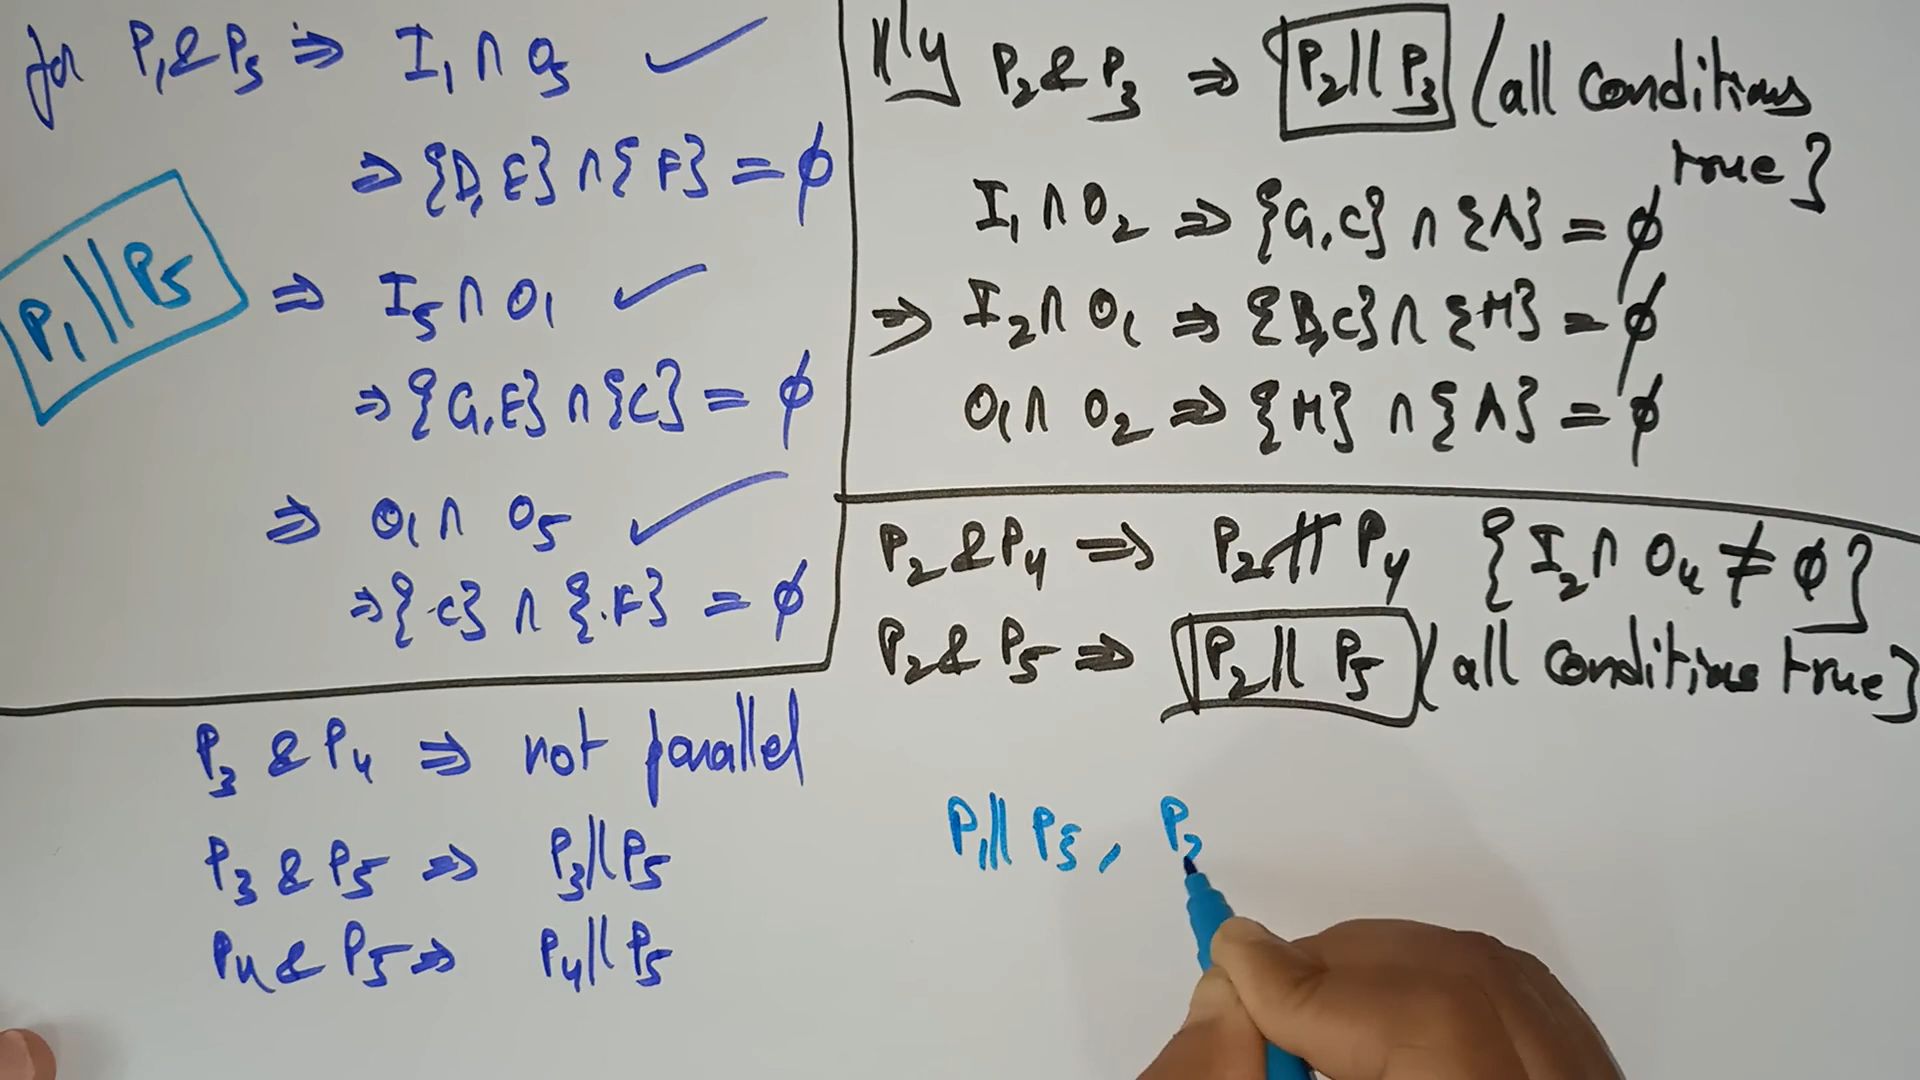 for P₁ & P₅ ⇒ I₁ ∩ O₅ ✓
⇒ {D, E} ∩ { F} = ϕ
P₁ || P₅
⇒ I₅ ∩ O₁ ✓
⇒ {G, E} ∩ {C} = ϕ
⇒ O₁ ∩ O₅ ✓
⇒ {C} ∩ {F} = ϕ
P₃ & P₄ ⇒ not parallel
P₃ & P₅ ⇒ P₃ || P₅
P₄ & P₅ ⇒ P₄ || P₅
|||ly P₂ & P₃ ⇒ P₂ || P₃ (all conditions
true}
I₁ ∩ O₂ ⇒ {G, C} ∩ {A} = ϕ
⇒ I₂ ∩ O₁ ⇒ {B, C} ∩ {M} = ϕ
O₁ ∩ O₂ ⇒ {M} ∩ {A} = ϕ
P₂ & P₄ ⇒ P₂ ∦ P₄ {I₂ ∩ O₄ ≠ ϕ}
P₂ & P₅ ⇒ P₂ || P₅ (all conditions true}
P₁ || P₅, P₂